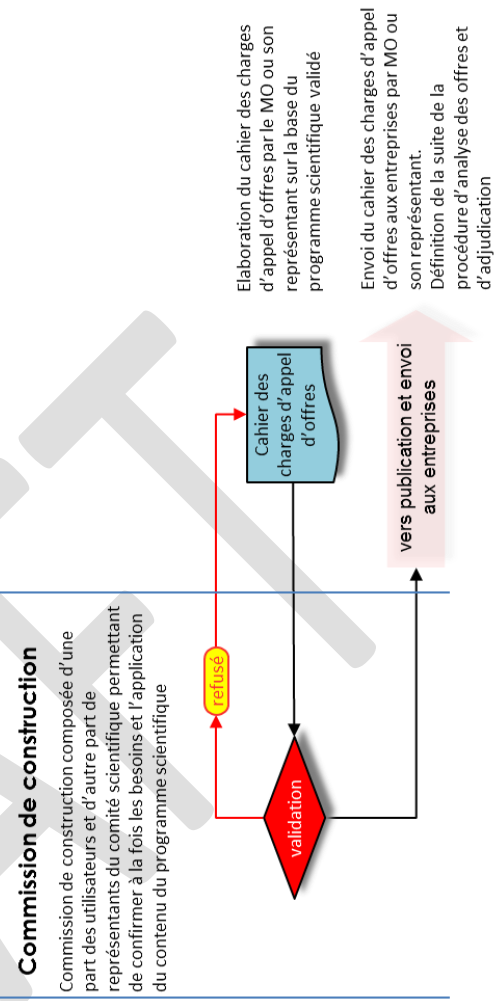 Commission de construction
Commission de construction composée d'une
part des utilisateurs et d'autre part de
représentants du comité scientifique permettant
de confirmer à la fois les besoins et l'application
du contenu du programme scientifique
refusé
validation
Cahier des
charges d'appel
d'offres
vers publication et envoi
aux entreprises
Elaboration du cahier des charges
d'appel d'offres par le MO ou son
représentant sur la base du
programme scientifique validé
Envoi du cahier des charges d'appel
d'offres aux entreprises par MO ou
son représentant.
Définition de la suite de la
procédure d'analyse des offres et
d'adjudication